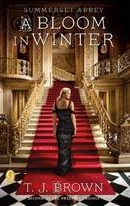 SUMMERSET ABBEY
A BLOOM
IN WINTER
T. J. BROWN